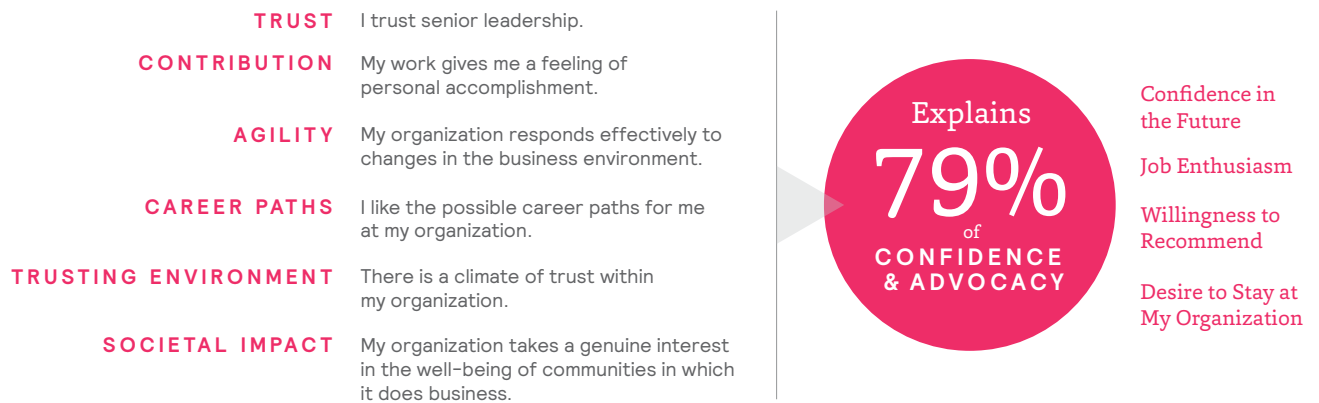 TRUST
I trust senior leadership.
CONTRIBUTION
My work gives me a feeling of
personal accomplishment.
AGILITY
My organization responds effectively to
changes in the business environment.
CAREER PATHS
I like the possible career paths for me
at my organization.
TRUSTING ENVIRONMENT
There is a climate of trust within
my organization.
SOCIETAL IMPACT
My organization takes a genuine interest
in the well-being of communities in which
it does business.
Explains
79%
of
CONFIDENCE
& ADVOCACY
Confidence in
the Future
Job Enthusiasm
Willingness to
Recommend
Desire to Stay at
My Organization